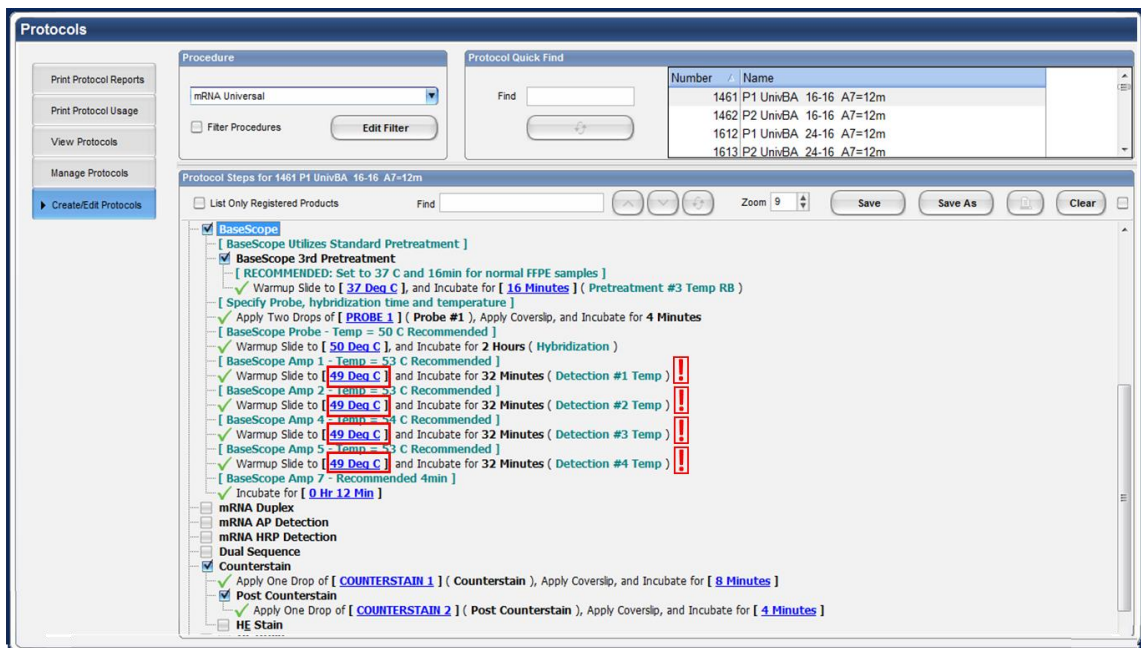 Protocols
Print Protocol Reports
Print Protocol Usage
View Protocols
Manage Protocols
Create/Edit Protocols
Procedure
mRNA Universal
Filter Procedures
Edit Filter
Protocol Quick Find
Find
Number Name
1461 P1 UnivBA 16-16 A7=12m
1462 P2 UnivBA 16-16 A7=12m
1612 P1 UnivBA 24-16 A7=12m
1613 P2 UnivBA 24-16 A7=12m
Protocol Steps for 1461 P1 UnivBA 16-16 A7=12m
List Only Registered Products Find Zoom 9 Save Save As Clear
BaseScope
[ BaseScope Utilizes Standard Pretreatment ]
BaseScope 3rd Pretreatment
[ RECOMMENDED: Set to 37 C and 16min for normal FFPE samples ]
Warmup Slide to [ 37 Deg C ], and Incubate for [ 16 Minutes ] ( Pretreatment #3 Temp RB )
[ Specify Probe, hybridization time and temperature ]
Apply Two Drops of [ PROBE 1 ] ( Probe #1 ), Apply Coverslip, and Incubate for 4 Minutes
[ BaseScope Probe - Temp = 50 C Recommended ]
Warmup Slide to [ 50 Deg C ], and Incubate for 2 Hours ( Hybridization )
[ BaseScope Amp 1 - Temp = 53 C Recommended ]
Warmup Slide to [ 49 Deg C ] and Incubate for 32 Minutes ( Detection #1 Temp ) !
[ BaseScope Amp 2 - Temp = 53 C Recommended ]
Warmup Slide to [ 49 Deg C ] and Incubate for 32 Minutes ( Detection #2 Temp ) !
[ BaseScope Amp 4 - Temp = 54 C Recommended ]
Warmup Slide to [ 49 Deg C ] and Incubate for 32 Minutes ( Detection #3 Temp ) !
[ BaseScope Amp 5 - Temp = 53 C Recommended ]
Warmup Slide to [ 49 Deg C ] and Incubate for 32 Minutes ( Detection #4 Temp ) !
[ BaseScope Amp 7 - Recommended 4min ]
Incubate for [ 0 Hr 12 Min ]
mRNA Duplex
mRNA AP Detection
mRNA HRP Detection
Dual Sequence
Counterstain
Apply One Drop of [ COUNTERSTAIN 1 ] ( Counterstain ), Apply Coverslip, and Incubate for [ 8 Minutes ]
Post Counterstain
Apply One Drop of [ COUNTERSTAIN 2 ] ( Post Counterstain ), Apply Coverslip, and Incubate for [ 4 Minutes ]
HE Stain